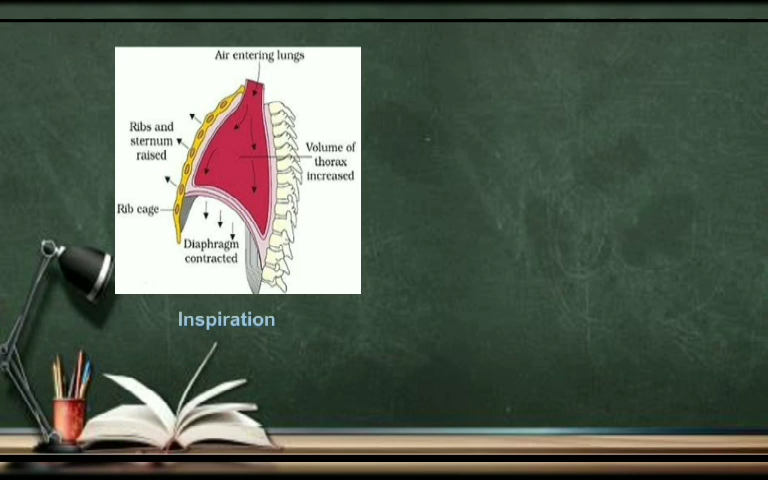 Air entering lungs
Ribs and
sternum
raised
Volume of
thorax
increased
Rib cage
Diaphragm
contracted
Inspiration